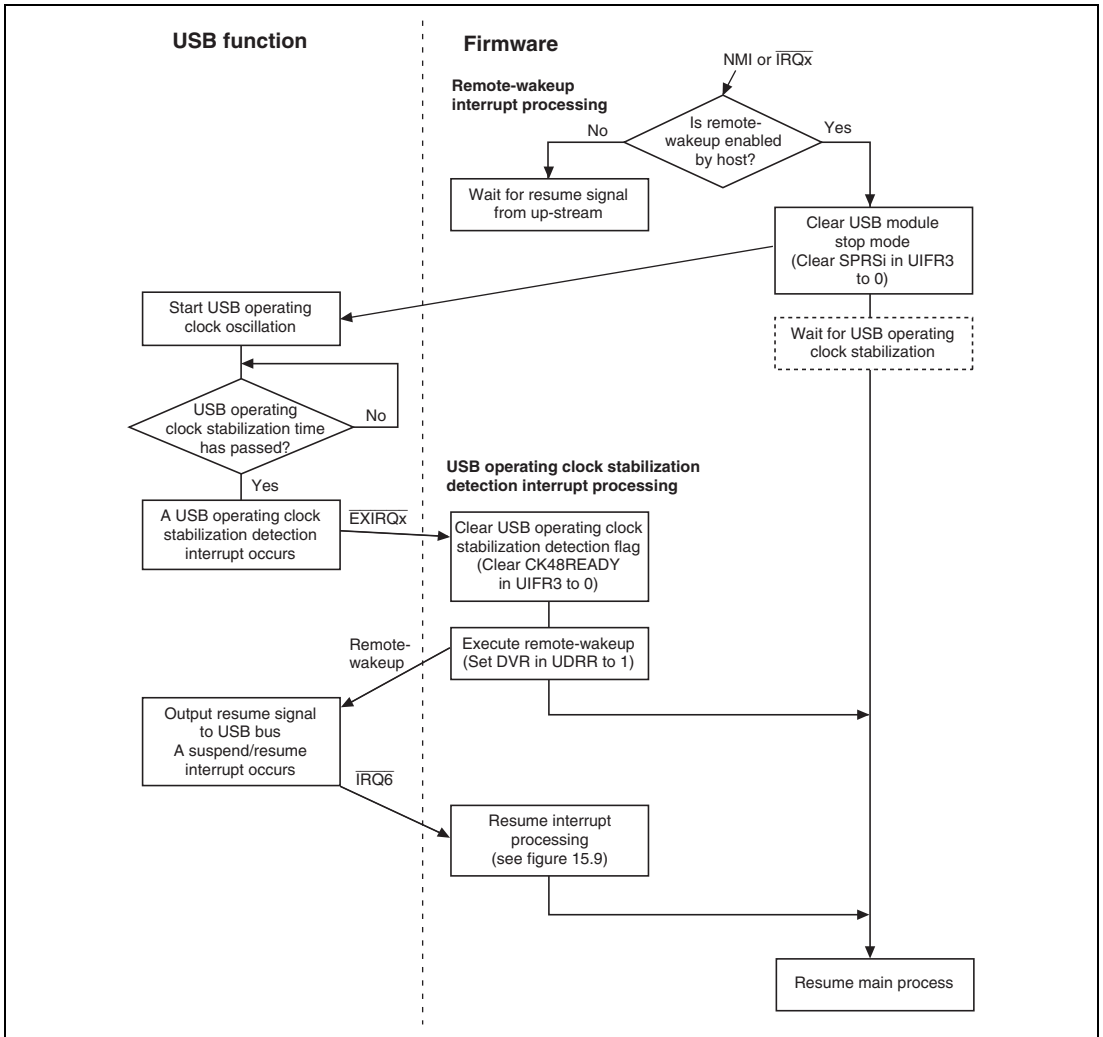 USB function
Firmware
NMI or IRQx
Remote-wakeup
interrupt processing
Is remote-
wakeup enabled
by host?
No
Yes
Wait for resume signal
from up-stream
Clear USB module
stop mode
(Clear SPRSi in UIFR3
to 0)
Start USB operating
clock oscillation
Wait for USB operating
clock stabilization
USB operating
clock stabilization time
has passed?
No
Yes
USB operating clock stabilization
detection interrupt processing
A USB operating clock
stabilization detection
interrupt occurs
EXIRQx
Clear USB operating clock
stabilization detection flag
(Clear CK48READY
in UIFR3 to 0)
Remote-
wakeup
Execute remote-wakeup
(Set DVR in UDRR to 1)
Output resume signal
to USB bus
A suspend/resume
interrupt occurs
IRQ6
Resume interrupt
processing
(see figure 15.9)
Resume main process